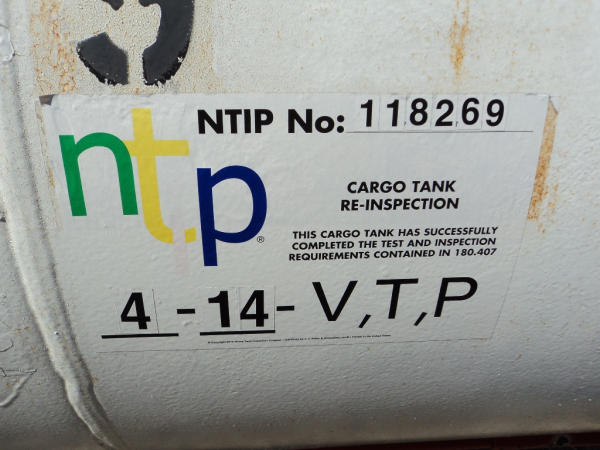 9
NTIP No: 118269
ntp®
CARGO TANK
RE-INSPECTION
THIS CARGO TANK HAS SUCCESSFULLY
COMPLETED THE TEST AND INSPECTION
REQUIREMENTS CONTAINED IN 180.407
4 - 14 - V,T,P